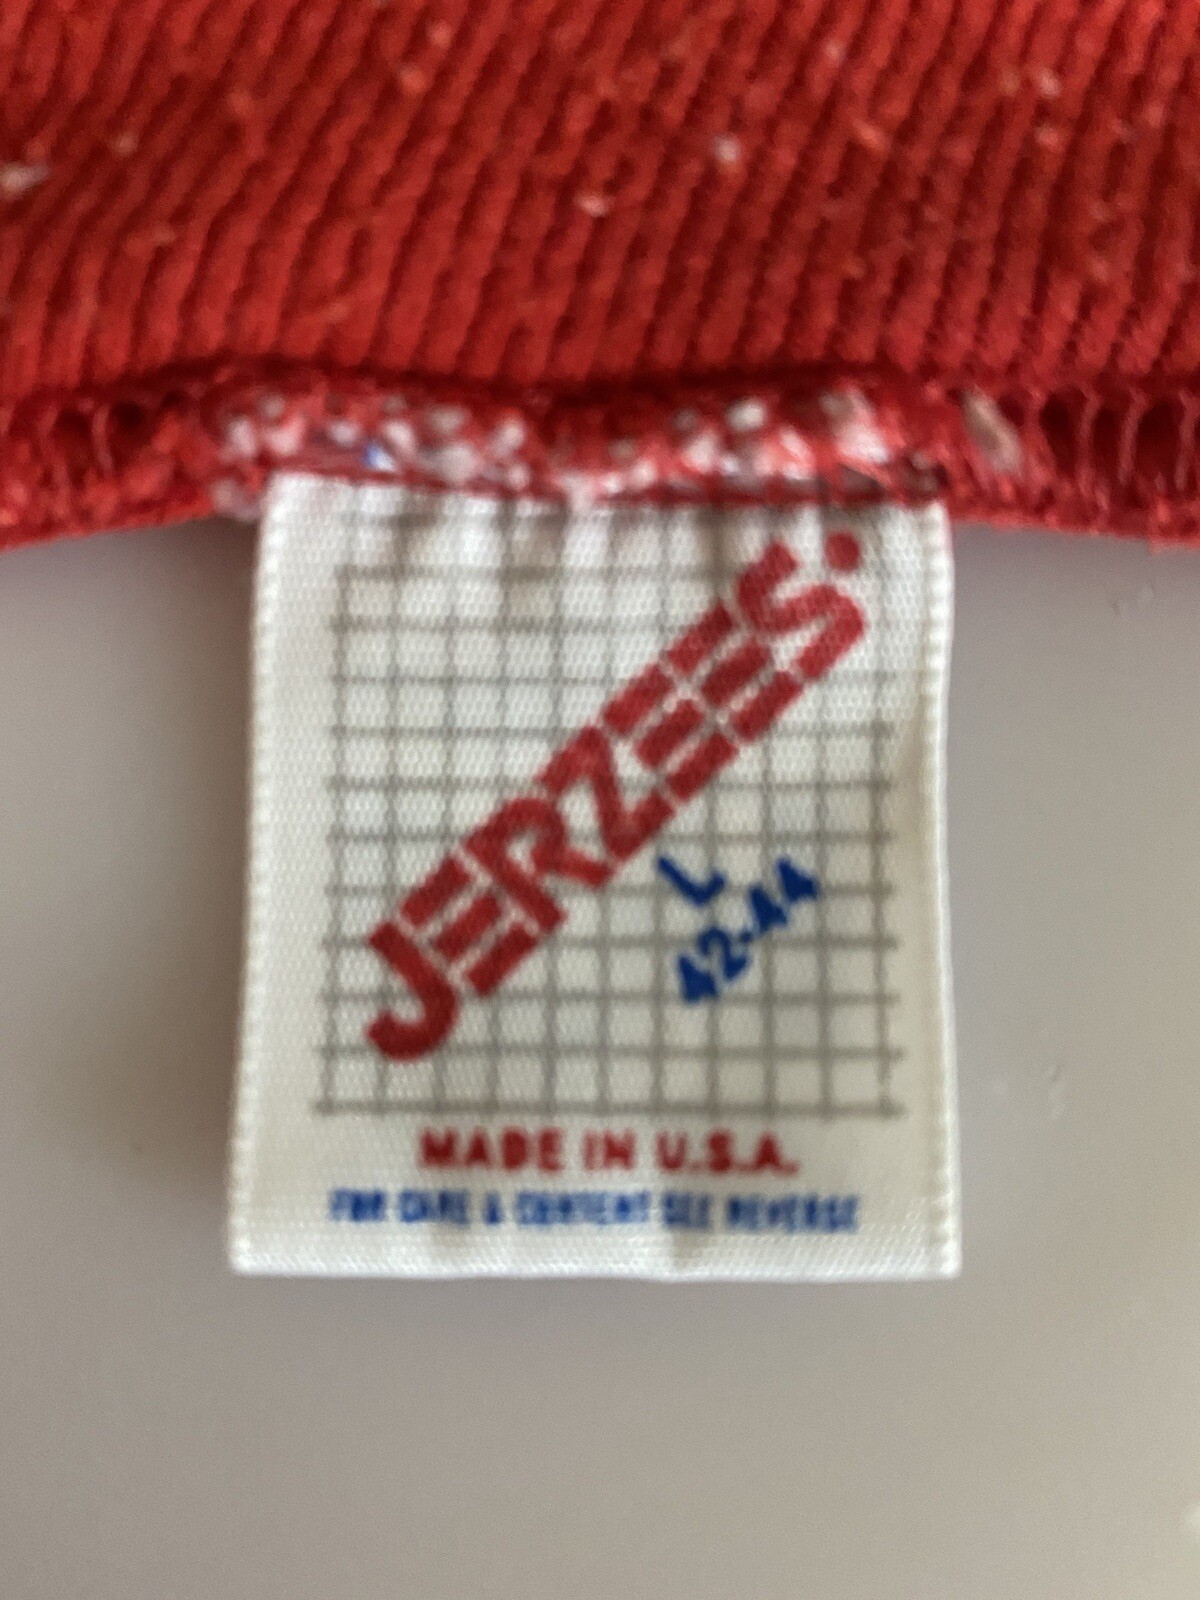 JERZEES
L
42-44
MADE IN U.S.A.
FOR CARE & CONTENT SEE REVERSE